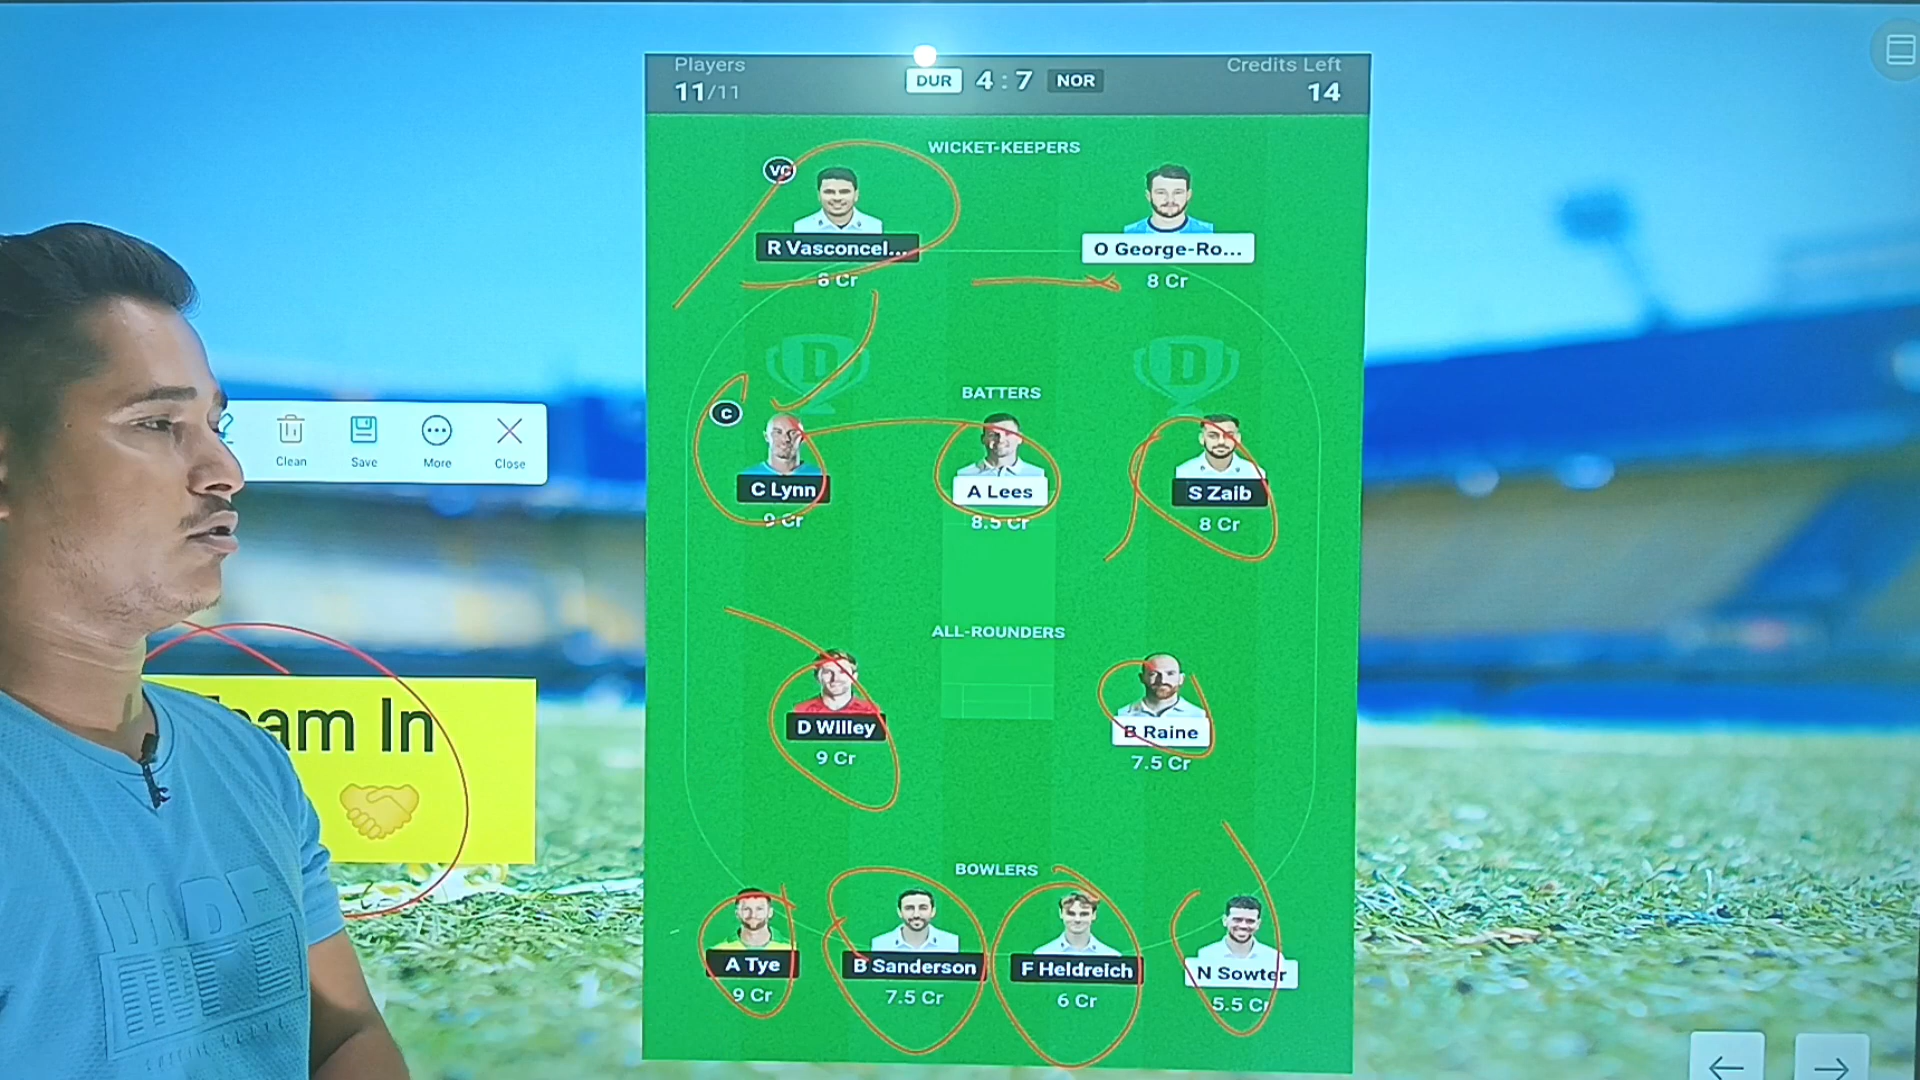 Players
11/11
DUR 4 : 7 NOR
Credits Left
14
WICKET-KEEPERS
VC
R Vasconcel...
8 Cr
O George-Ro...
8 Cr
BATTERS
C
C Lynn
9 Cr
A Lees
8.5 Cr
S Zaib
8 Cr
Clean
Save
More
Close
ALL-ROUNDERS
D Willey
9 Cr
B Raine
7.5 Cr
Team In
BOWLERS
A Tye
9 Cr
B Sanderson
7.5 Cr
F Heldreich
6 Cr
N Sowter
5.5 Cr